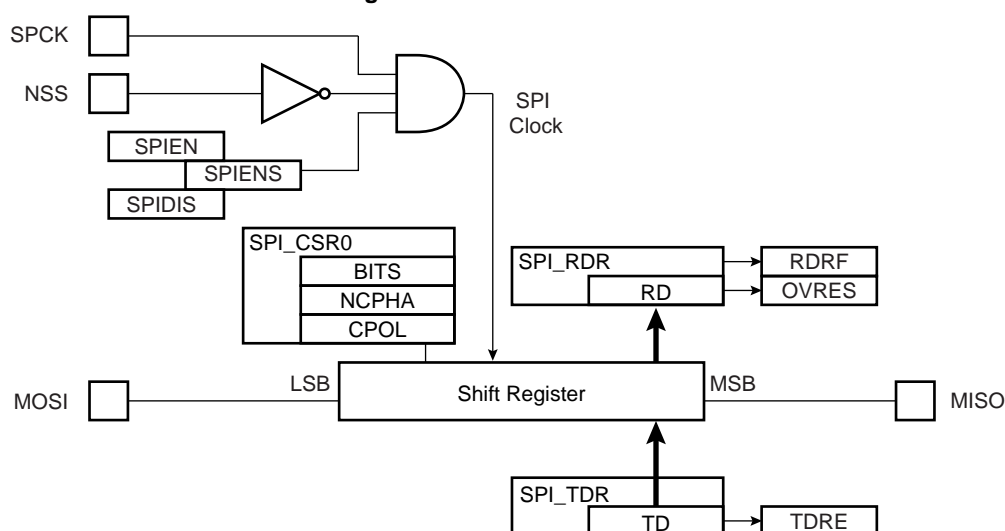 SPCK
NSS
SPI
Clock
SPIEN
SPIENS
SPIDIS
SPI_CSR0
BITS
NCPHA
CPOL
SPI_RDR
RD
RDRF
OVRES
LSB
Shift Register
MSB
MOSI
MISO
SPI_TDR
TD
TDRE